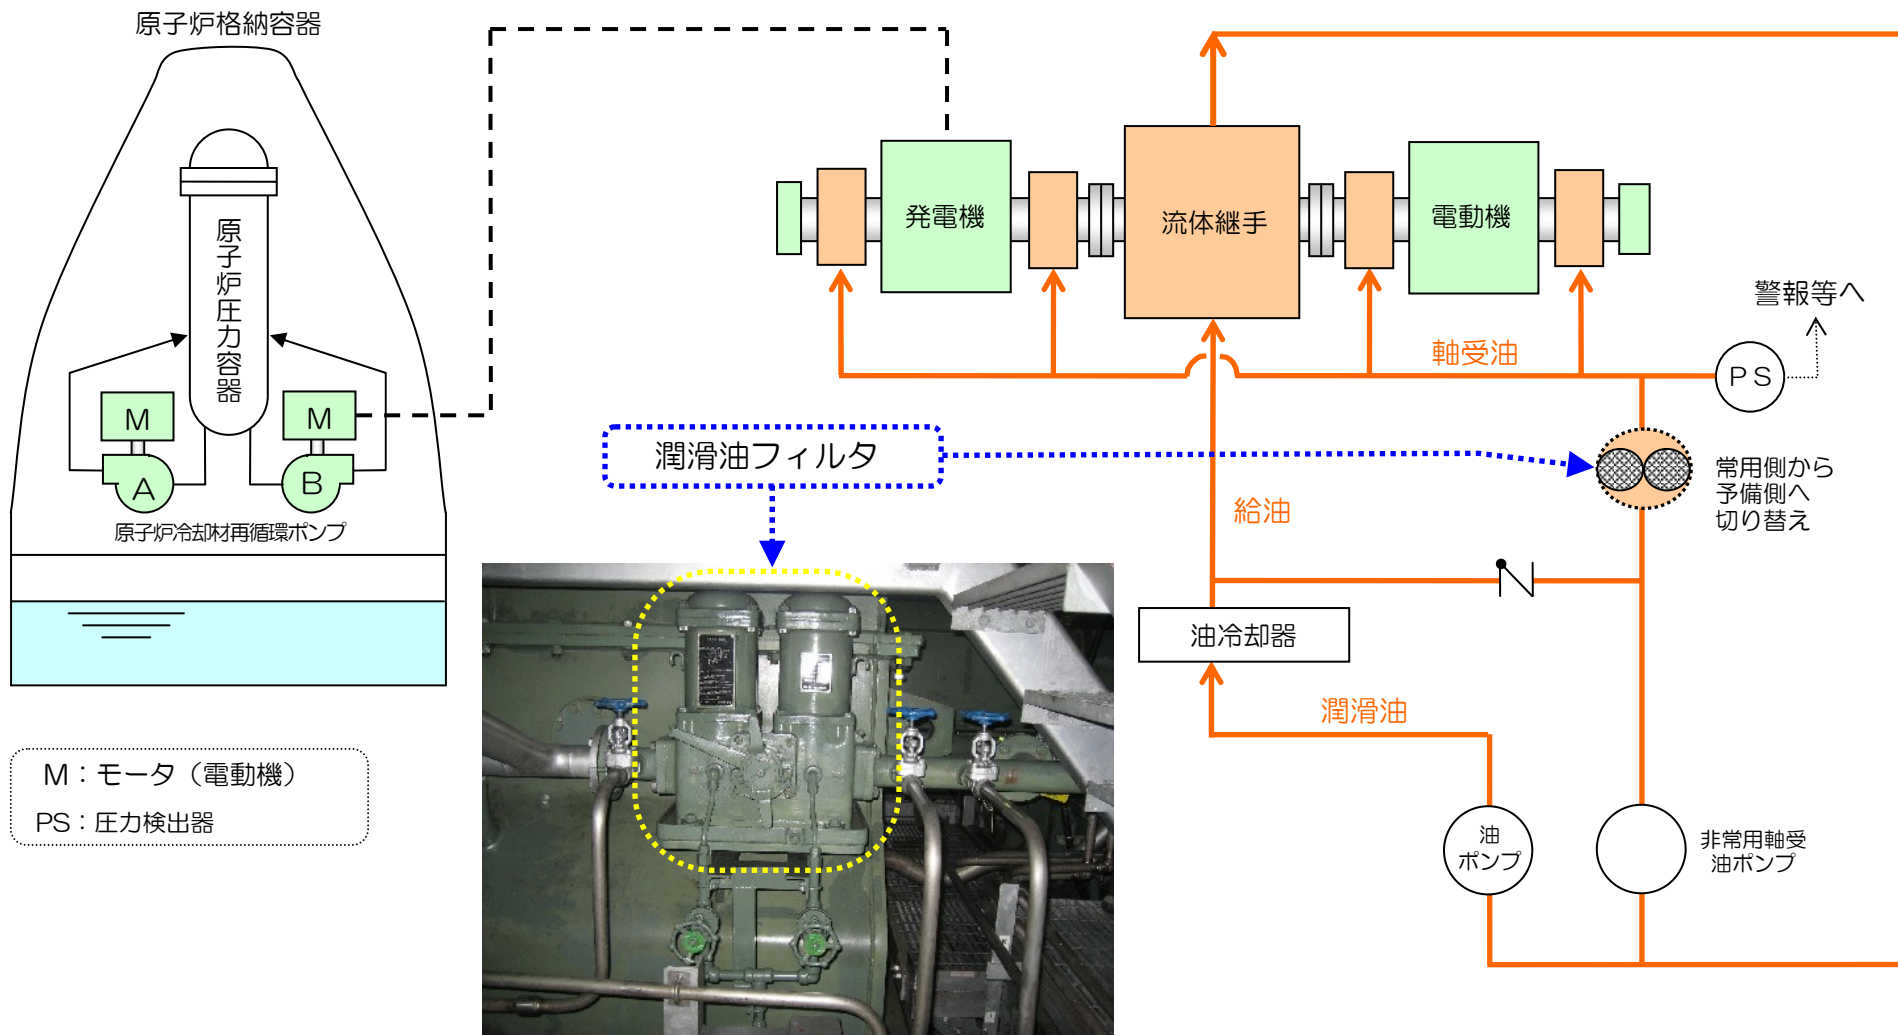 原子炉格納容器
原子炉圧力容器
M
M
A
B
原子炉冷却材再循環ポンプ
M：モータ（電動機）
PS：圧力検出器
発電機
流体継手
電動機
警報等へ
軸受油
PS
潤滑油フィルタ
常用側から
予備側へ
切り替え
給油
油冷却器
潤滑油
油
ポンプ
非常用軸受
油ポンプ